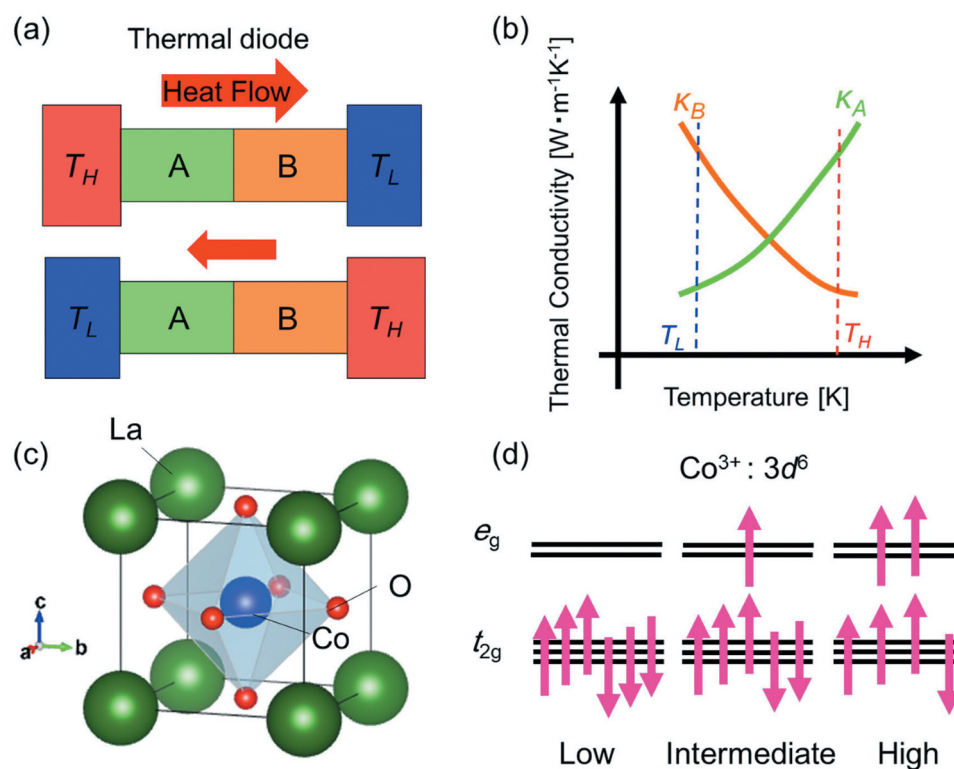 (a)
Thermal diode
Heat Flow
T_H A B T_L
T_L A B T_H
(b)
Thermal Conductivity [W・m⁻¹K⁻¹]
κ_B κ_A
T_L T_H
Temperature [K]
(c)
La
O
Co
c
a b
(d)
Co³⁺ : 3d⁶
e_g
t_2g
Low Intermediate High